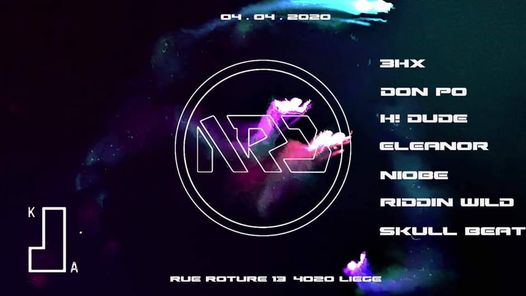 04.04.2020
3HX
DON PO
H! DUDE
ELEANOR
NIOBE
RIDDIN WILD
SKULL BEAT
K
A
RUE ROTURE 13 4020 LIEGE